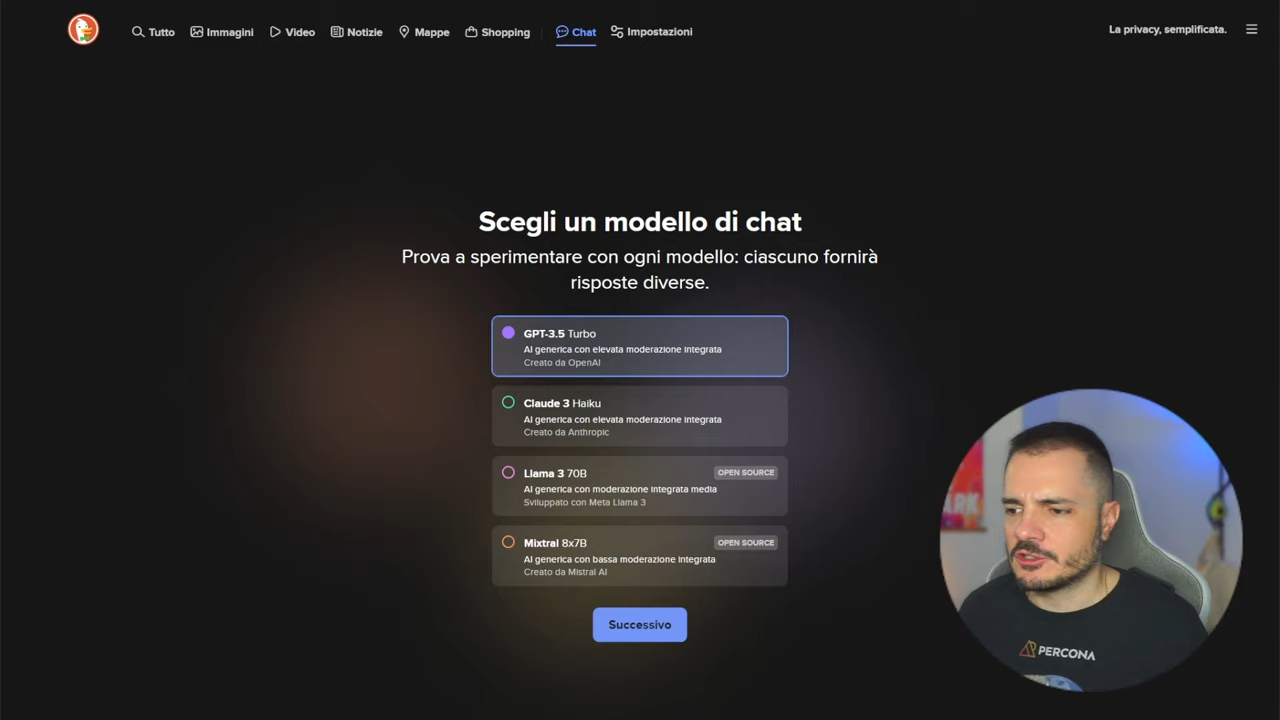 Tutto Immagini Video Notizie Mappe Shopping Chat Impostazioni La privacy, semplificata.
Scegli un modello di chat
Prova a sperimentare con ogni modello: ciascuno fornirà
risposte diverse.
GPT-3.5 Turbo
AI generica con elevata moderazione integrata
Creato da OpenAI
Claude 3 Haiku
AI generica con elevata moderazione integrata
Creato da Anthropic
Llama 3 70B OPEN SOURCE
AI generica con moderazione integrata media
Sviluppato con Meta Llama 3
Mixtral 8x7B OPEN SOURCE
AI generica con bassa moderazione integrata
Creato da Mistral AI
Successivo
ARK
PERCONA